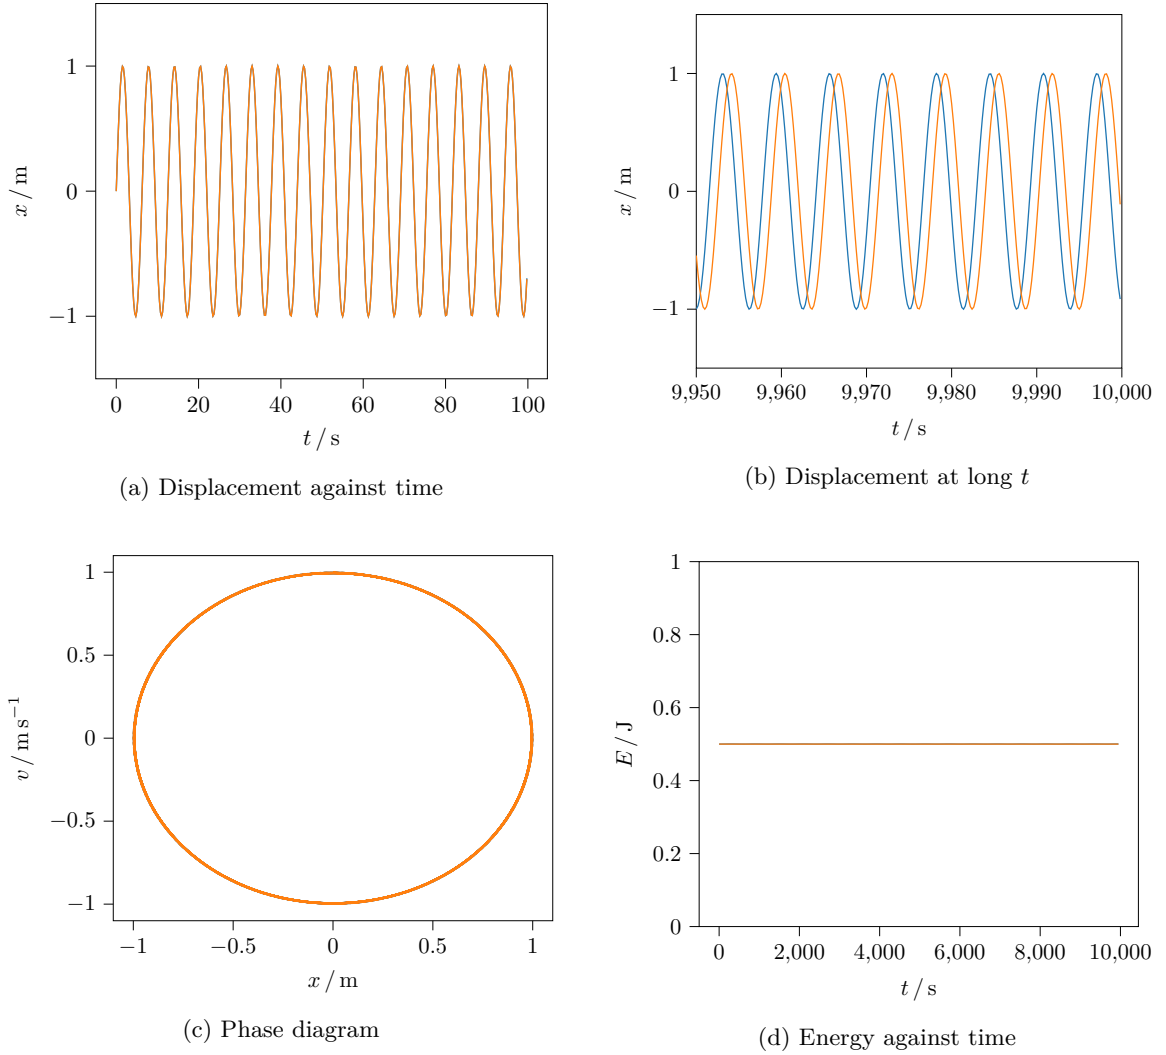 1
0
−1
x / m
0 20 40 60 80 100
t / s
(a) Displacement against time
1
0
−1
x / m
9,950 9,960 9,970 9,980 9,990 10,000
t / s
(b) Displacement at long t
1
0.5
0
−0.5
−1
v / m s⁻¹
−1 −0.5 0 0.5 1
x / m
(c) Phase diagram
1
0.8
0.6
0.4
0.2
0
E / J
0 2,000 4,000 6,000 8,000 10,000
t / s
(d) Energy against time